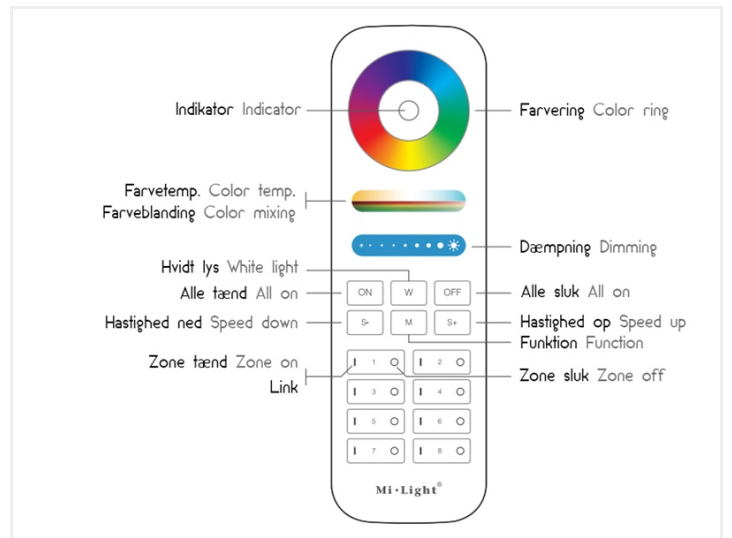 Indikator Indicator
Farvering Color ring
Farvetemp. Color temp.
Farveblanding Color mixing
Dæmpning Dimming
Hvidt lys White light
Alle tænd All on
Alle sluk All on
ON W OFF
Hastighed ned Speed down
Hastighed op Speed up
S- M S+
Funktion Function
Zone tænd Zone on
Link
Zone sluk Zone off
I 1 O I 2 O
I 3 O I 4 O
I 5 O I 6 O
I 7 O I 8 O
Mi·Light®